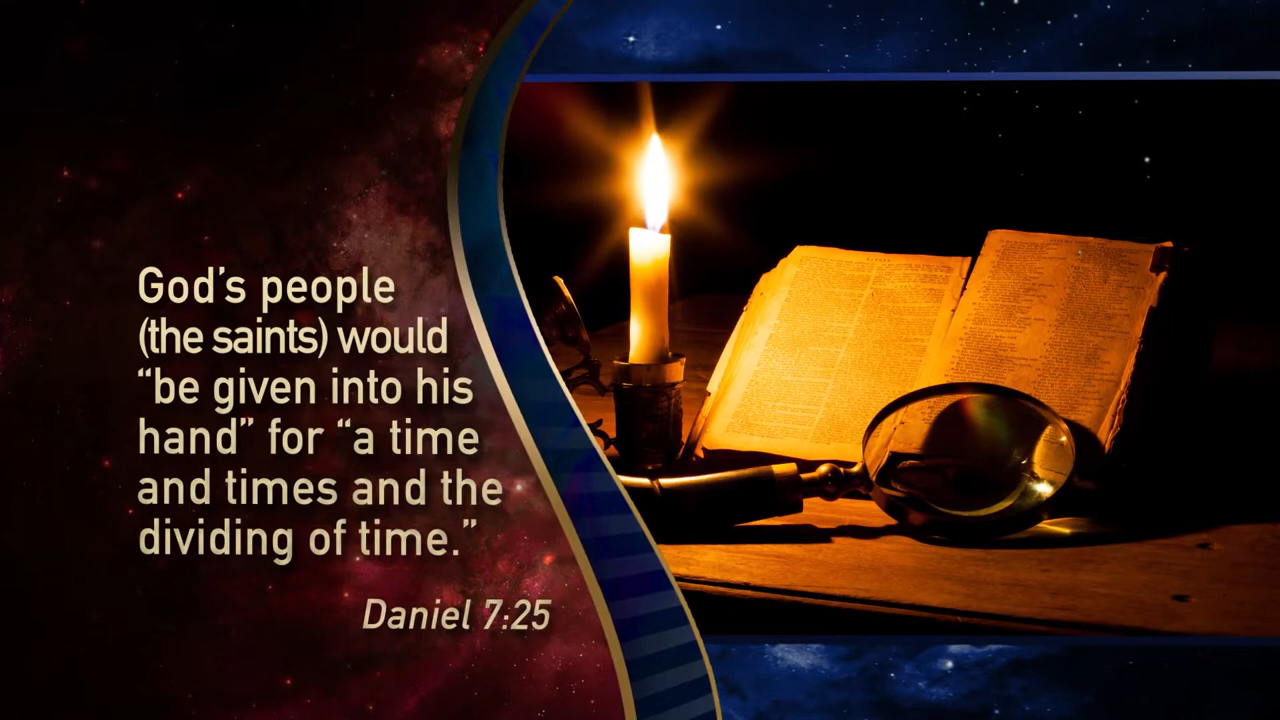 God’s people
(the saints) would
“be given into his
hand” for “a time
and times and the
dividing of time.”
Daniel 7:25